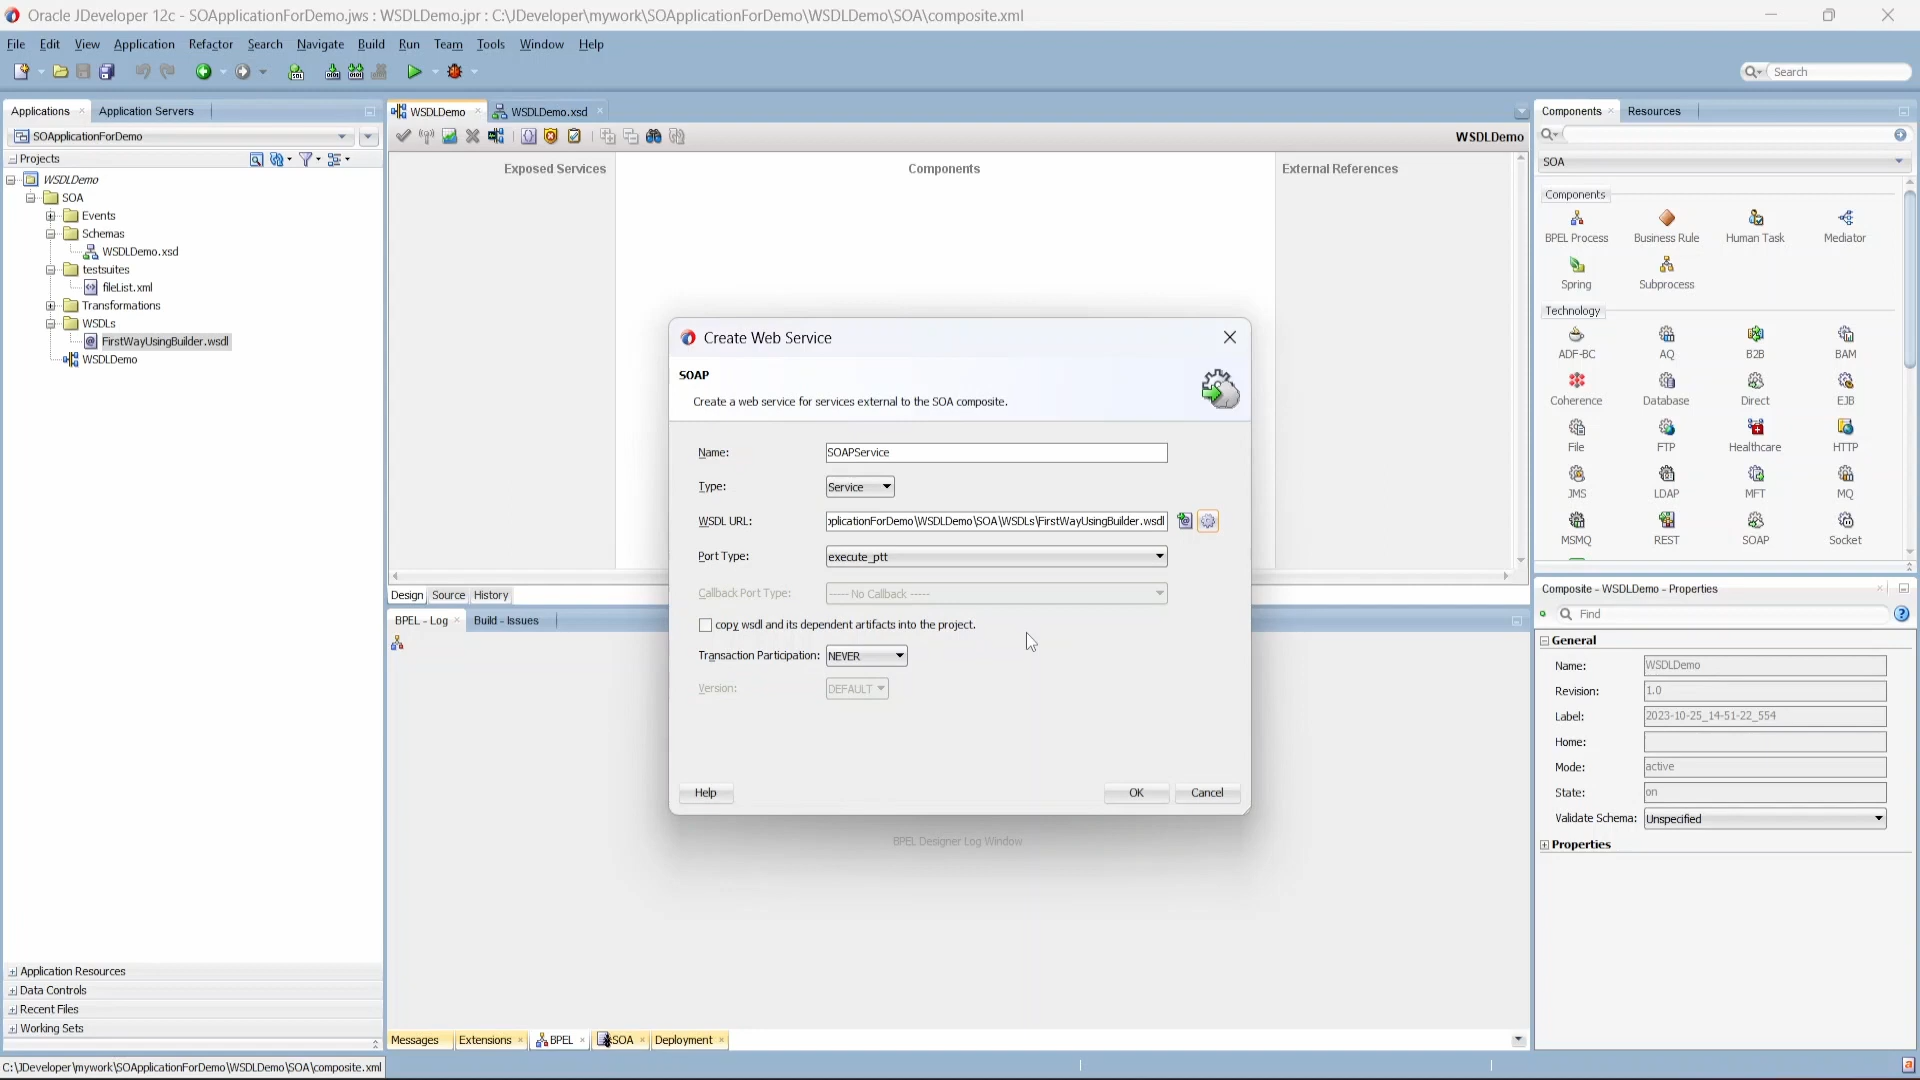 Oracle JDeveloper 12c - SOApplicationForDemo.jws : WSDLDemo.jpr : C:\JDeveloper\mywork\SOApplicationForDemo\WSDLDemo\SOA\composite.xml
File Edit View Application Refactor Search Navigate Build Run Team Tools Window Help
Search
Applications Application Servers
SOApplicationForDemo
Projects
WSDLDemo
SOA
Events
Schemas
WSDLDemo.xsd
testsuites
fileList.xml
Transformations
WSDLs
FirstWayUsingBuilder.wsdl
WSDLDemo
Application Resources
Data Controls
Recent Files
Working Sets
C:\JDeveloper\mywork\SOApplicationForDemo\WSDLDemo\SOA\composite.xml
WSDLDemo WSDLDemo.xsd
WSDLDemo
Exposed Services Components External References
Design Source History
BPEL - Log Build - Issues
BPEL Designer Log Window
Messages Extensions BPEL SOA Deployment
Create Web Service
SOAP
Create a web service for services external to the SOA composite.
Name: SOAPService
Type: Service
WSDL URL: pplicationForDemo\WSDLDemo\SOA\WSDLs\FirstWayUsingBuilder.wsdl
Port Type: execute_ptt
Callback Port Type: ----- No Callback -----
copy wsdl and its dependent artifacts into the project.
Transaction Participation: NEVER
Version: DEFAULT
Help OK Cancel
Components Resources
SOA
Components
BPEL Process Business Rule Human Task Mediator
Spring Subprocess
Technology
ADF-BC AQ B2B BAM
Coherence Database Direct EJB
File FTP Healthcare HTTP
JMS LDAP MFT MQ
MSMQ REST SOAP Socket
Composite - WSDLDemo - Properties
Find
General
Name: WSDLDemo
Revision: 1.0
Label: 2023-10-25_14-51-22_554
Home:
Mode: active
State: on
Validate Schema: Unspecified
Properties